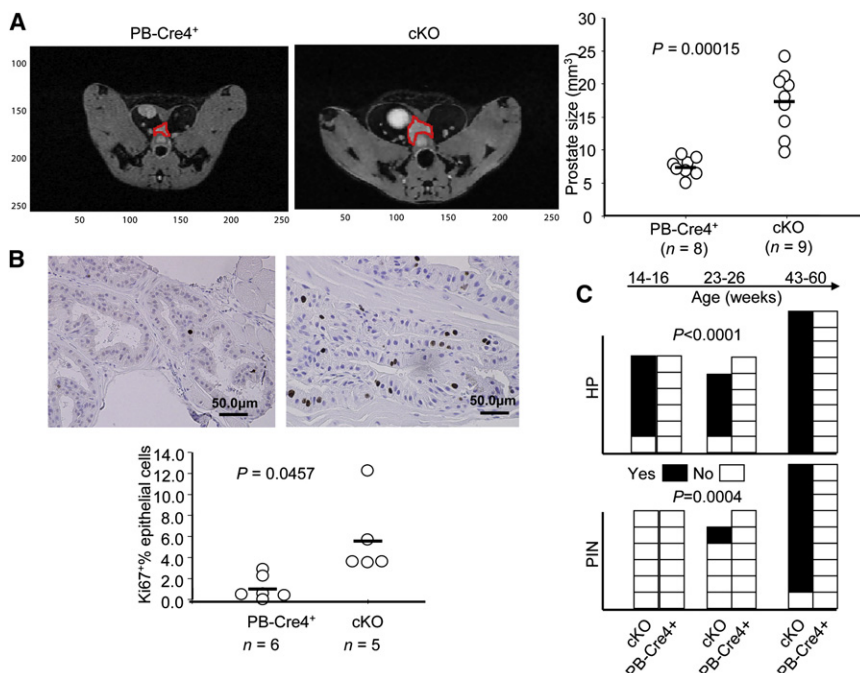 A
PB-Cre4⁺
cKO
100
150
200
250
50
100
150
200
250
50
100
150
200
250
Prostate size (mm³)
30
25
20
15
10
5
0
P = 0.00015
PB-Cre4⁺
(n = 8)
cKO
(n = 9)
B
50.0µm
50.0µm
Ki67⁺% epithelial cells
14.0
12.0
10.0
8.0
6.0
4.0
2.0
0.0
P = 0.0457
PB-Cre4⁺
cKO
n = 6
n = 5
C
14-16
23-26
43-60
Age (weeks)
P<0.0001
HP
Yes
No
P=0.0004
PIN
cKO
PB-Cre4+
cKO
PB-Cre4+
cKO
PB-Cre4+